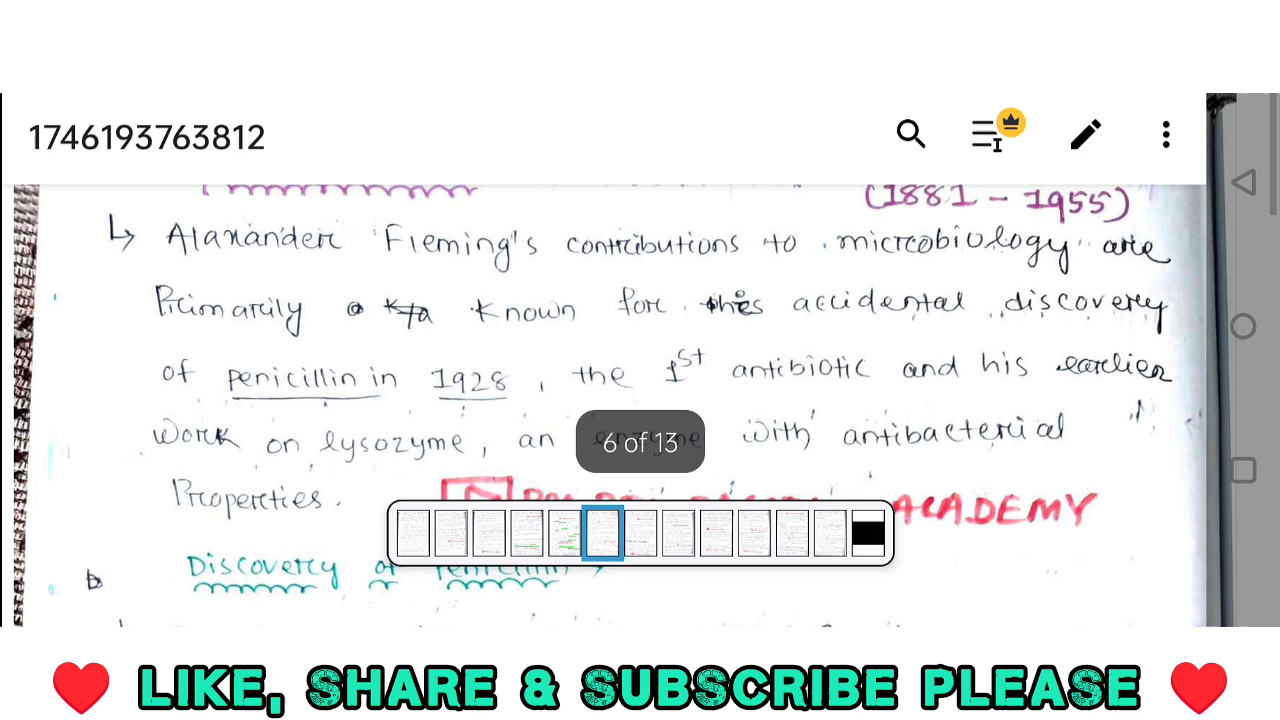 1746193763812
(1881 - 1955)
↳ Alaxander Fleming's contributions to microbiology are
Primarily known for his accidental discovery
of penicillin in 1928, the 1st antibiotic and his earlier
work on lysozyme, an enzyme with antibacterial
6 of 13
Properties.
ACADEMY
Discovery of Penicillin
LIKE, SHARE & SUBSCRIBE PLEASE